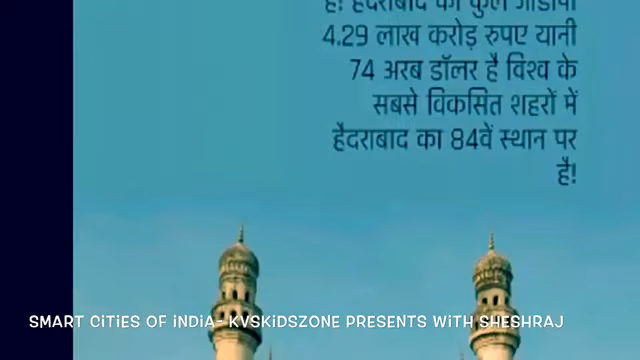 है! हैदराबाद की कुल जीडीपी
4.29 लाख करोड़ रुपए यानी
74 अरब डॉलर है विश्व के
सबसे विकसित शहरों में
हैदराबाद का 84वें स्थान पर
है!
SMART CiTiES OF iNDiA- KVSKiDSZONE PRESENTS WiTH SHESHRAJ